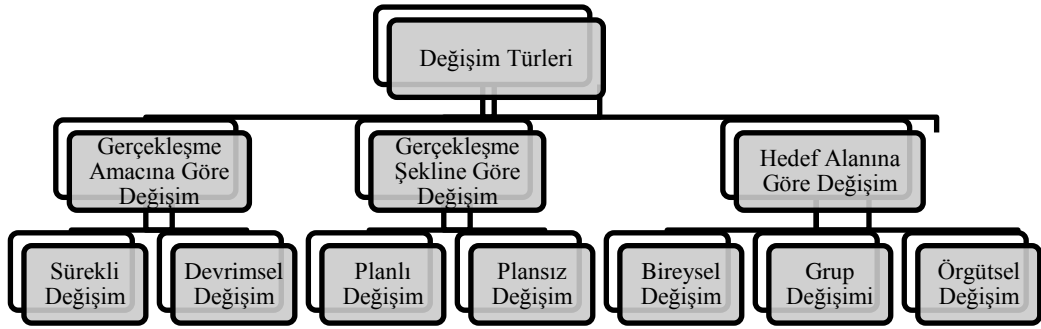 Değişim Türleri
Gerçekleşme
Amacına Göre
Değişim
Gerçekleşme
Şekline Göre
Değişim
Hedef Alanına
Göre Değişim
Sürekli
Değişim
Devrimsel
Değişim
Planlı
Değişim
Plansız
Değişim
Bireysel
Değişim
Grup
Değişimi
Örgütsel
Değişim